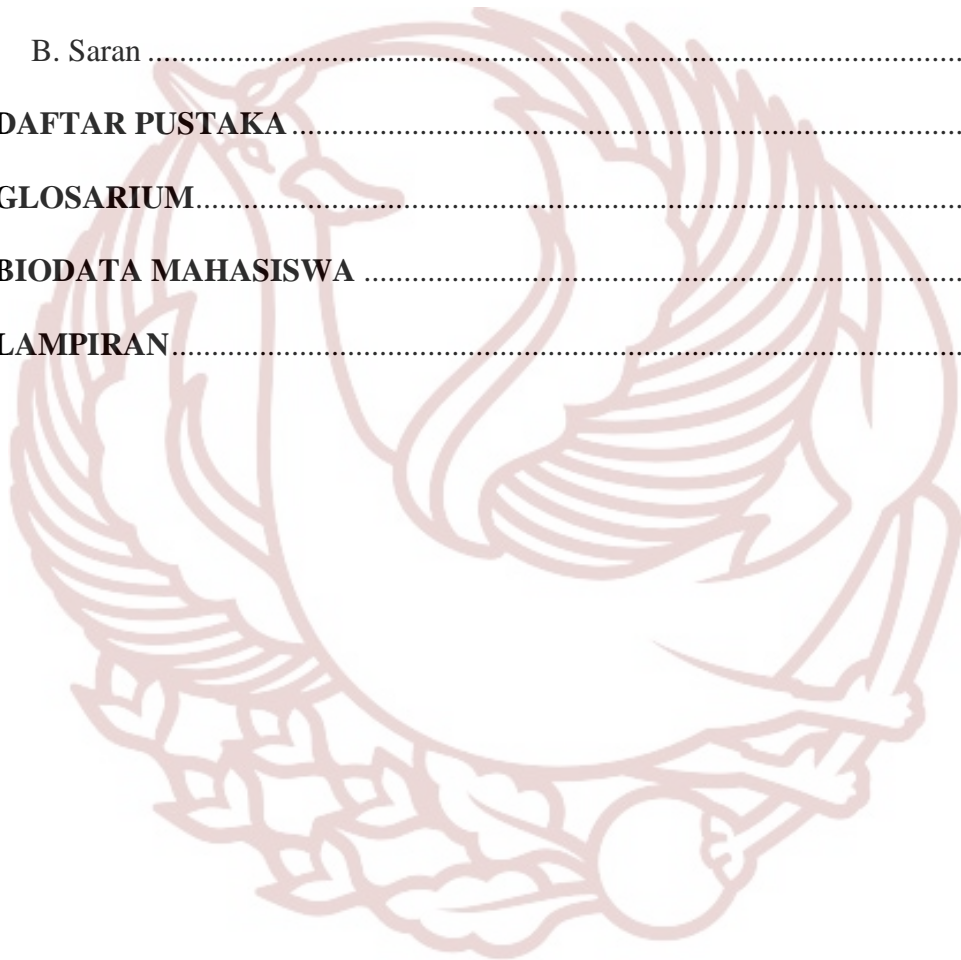 B. Saran ........................................................................................................
DAFTAR PUSTAKA ....................................................................................
GLOSARIUM................................................................................................
BIODATA MAHASISWA ...........................................................................
LAMPIRAN...................................................................................................